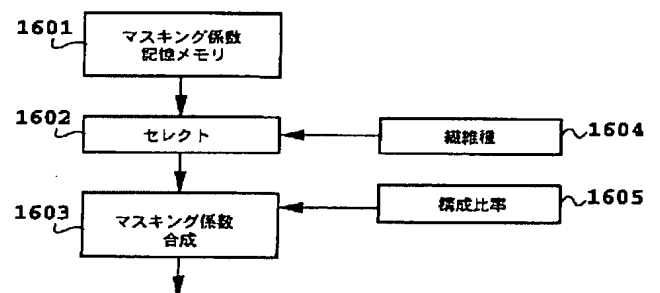 1601
マスキング係数
記憶メモリ
1602
セレクト
繊維種
1604
1603
マスキング係数
合成
構成比率
1605